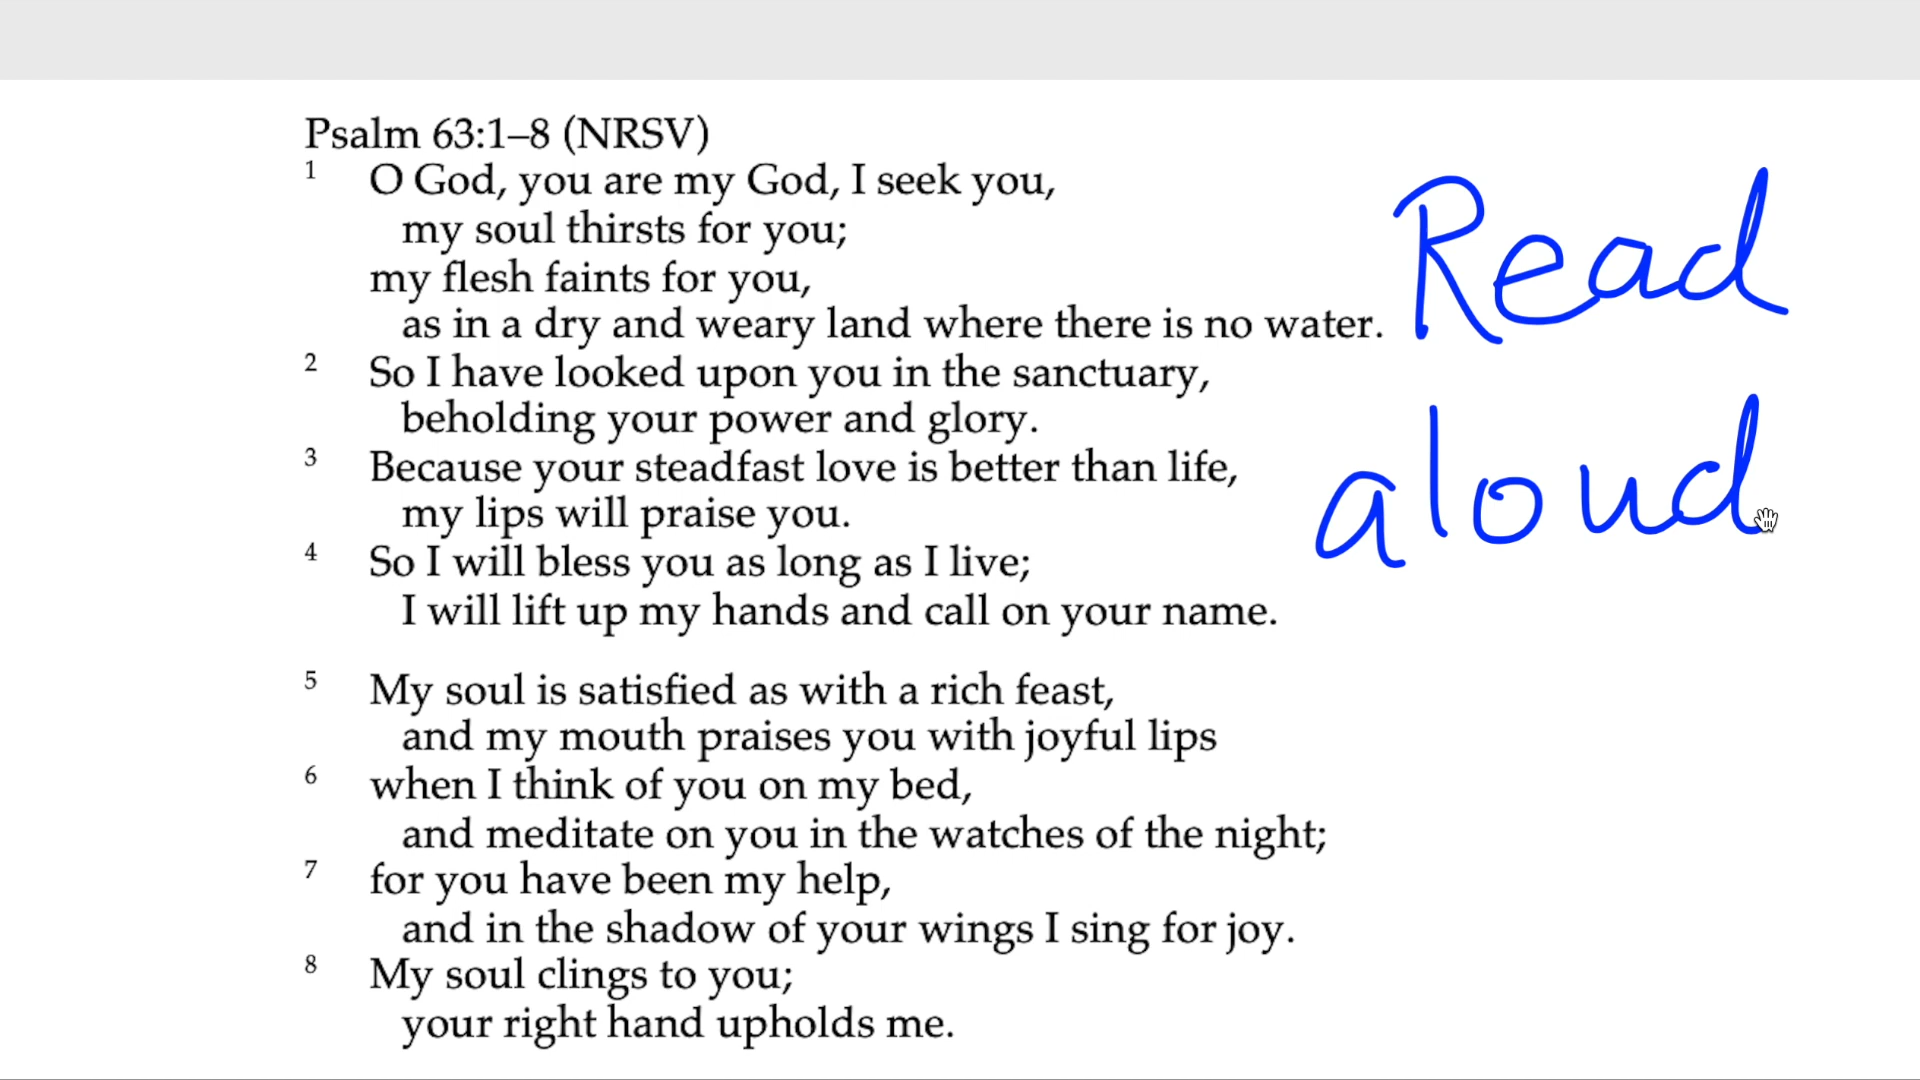 Psalm 63:1–8 (NRSV)
1 O God, you are my God, I seek you,
my soul thirsts for you;
my flesh faints for you,
as in a dry and weary land where there is no water.
2 So I have looked upon you in the sanctuary,
beholding your power and glory.
3 Because your steadfast love is better than life,
my lips will praise you.
4 So I will bless you as long as I live;
I will lift up my hands and call on your name.
5 My soul is satisfied as with a rich feast,
and my mouth praises you with joyful lips
6 when I think of you on my bed,
and meditate on you in the watches of the night;
7 for you have been my help,
and in the shadow of your wings I sing for joy.
8 My soul clings to you;
your right hand upholds me.
Read
aloud